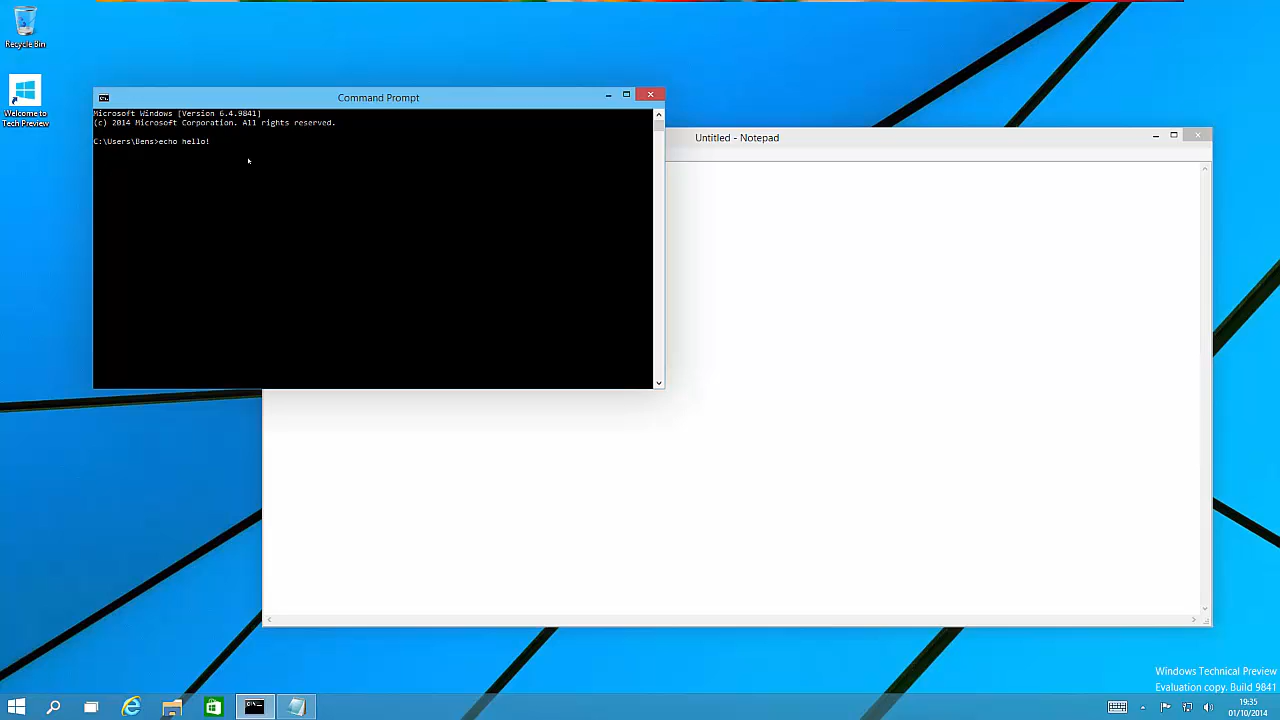 Recycle Bin
Welcome to
Tech Preview
Command Prompt
Microsoft Windows [Version 6.4.9841]
(c) 2014 Microsoft Corporation. All rights reserved.
C:\Users\Bens>echo hello!
Untitled - Notepad
Windows Technical Preview
Evaluation copy. Build 9841
19:35
01/10/2014